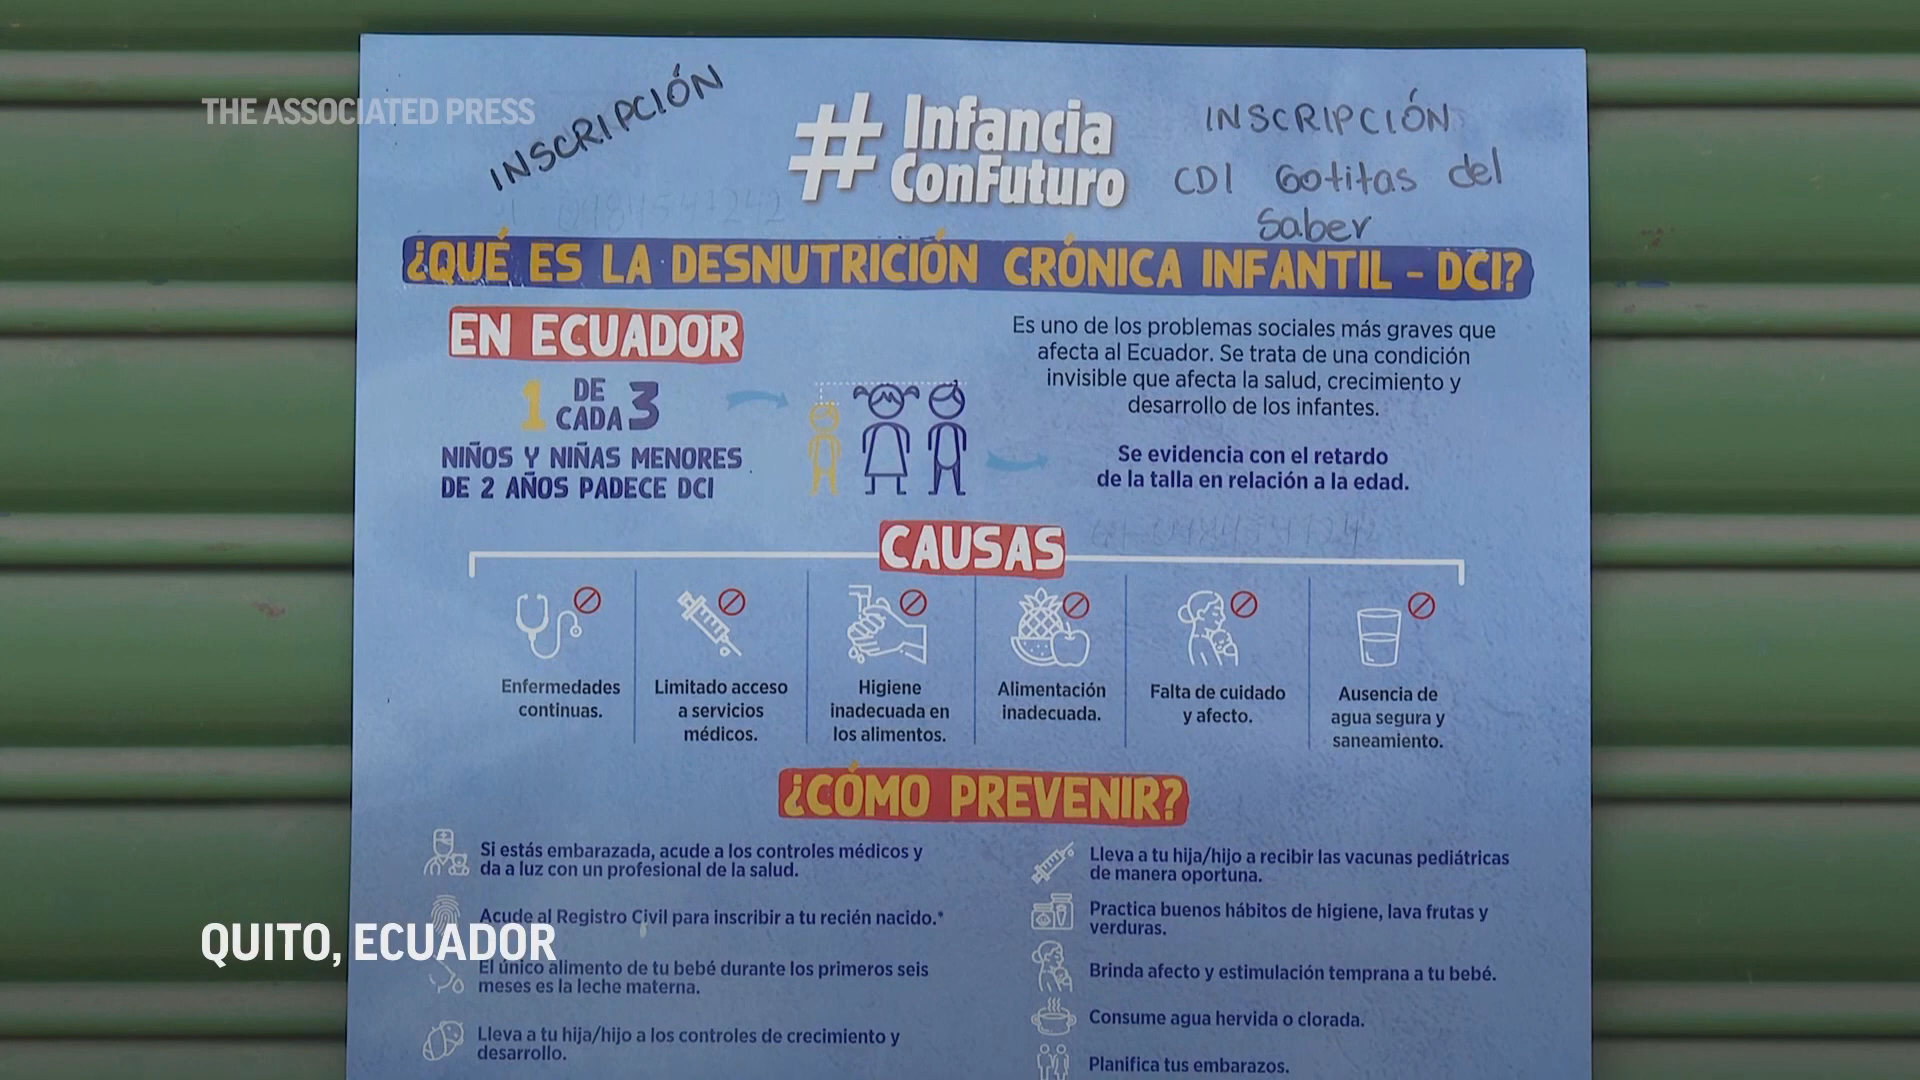 THE ASSOCIATED PRESS
INSCRIPCIÓN
#Infancia
ConFuturo
INSCRIPCIÓN
CDI Gotitas del
Saber
¿QUÉ ES LA DESNUTRICIÓN CRÓNICA INFANTIL - DCI?
EN ECUADOR
1 DE CADA 3
NIÑOS Y NIÑAS MENORES
DE 2 AÑOS PADECE DCI
Es uno de los problemas sociales más graves que
afecta al Ecuador. Se trata de una condición
invisible que afecta la salud, crecimiento y
desarrollo de los infantes.
Se evidencia con el retardo
de la talla en relación a la edad.
CAUSAS
Enfermedades
continuas.
Limitado acceso
a servicios
médicos.
Higiene
inadecuada en
los alimentos.
Alimentación
inadecuada.
Falta de cuidado
y afecto.
Ausencia de
agua segura y
saneamiento.
¿CÓMO PREVENIR?
Si estás embarazada, acude a los controles médicos y
da a luz con un profesional de la salud.
Acude al Registro Civil para inscribir a tu recién nacido.*
El único alimento de tu bebé durante los primeros seis
meses es la leche materna.
Lleva a tu hija/hijo a los controles de crecimiento y
desarrollo.
Lleva a tu hija/hijo a recibir las vacunas pediátricas
de manera oportuna.
Practica buenos hábitos de higiene, lava frutas y
verduras.
Brinda afecto y estimulación temprana a tu bebé.
Consume agua hervida o clorada.
Planifica tus embarazos.
QUITO, ECUADOR